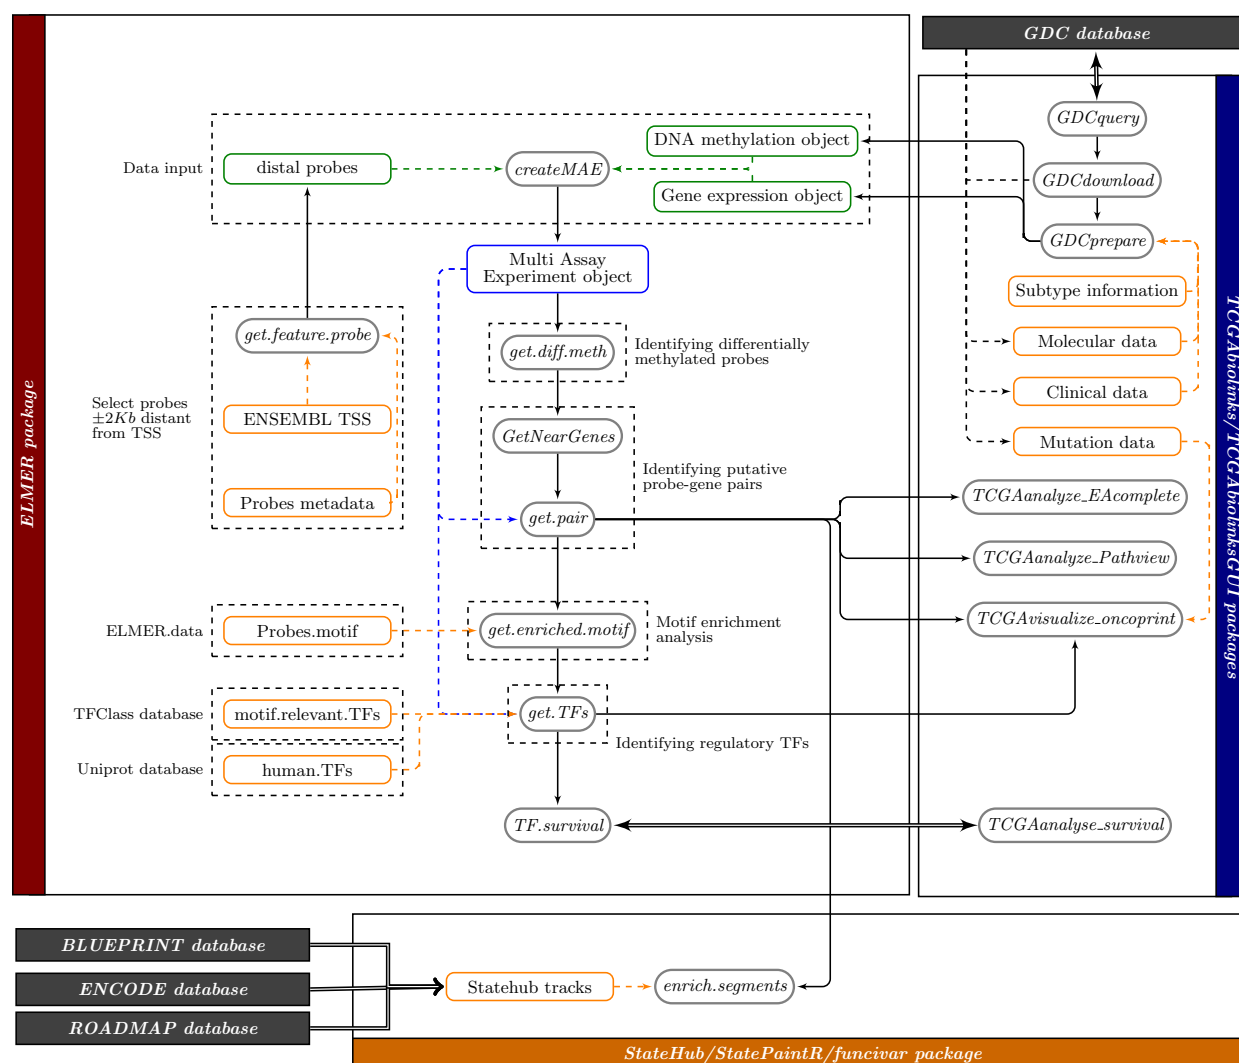 GDC database
ELMER package
TCGAbiolinks/TCGAbiolinksGUI packages
GDCquery
GDCdownload
GDCprepare
Data input
distal probes
createMAE
DNA methylation object
Gene expression object
Multi Assay
Experiment object
Subtype information
Molecular data
Clinical data
Mutation data
get.feature.probe
ENSEMBL TSS
Probes metadata
Select probes
±2Kb distant
from TSS
get.diff.meth
Identifying differentially
methylated probes
GetNearGenes
get.pair
Identifying putative
probe-gene pairs
TCGAanalyze_EAcomplete
TCGAanalyze_Pathview
TCGAvisualize_oncoprint
ELMER.data
Probes.motif
get.enriched.motif
Motif enrichment
analysis
TFClass database
motif.relevant.TFs
get.TFs
Identifying regulatory TFs
Uniprot database
human.TFs
TF.survival
TCGAanalyse_survival
BLUEPRINT database
ENCODE database
ROADMAP database
Statehub tracks
enrich.segments
StateHub/StatePaintR/funcivar package